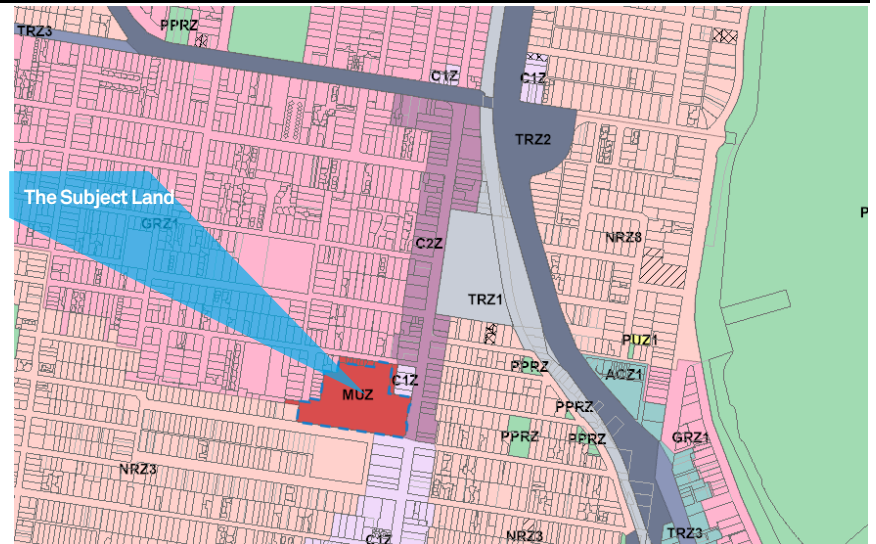 PPRZ
TRZ3
C1Z
C1Z
TRZ2
The Subject Land
GRZ1
P
C2Z
NRZ3
TRZ1
PUZ1
PPRZ
ACZ1
C1Z
MUZ
PPRZ
PPRZ
PPRZ
GRZ1
NRZ3
TRZ3
NRZ3
C1Z